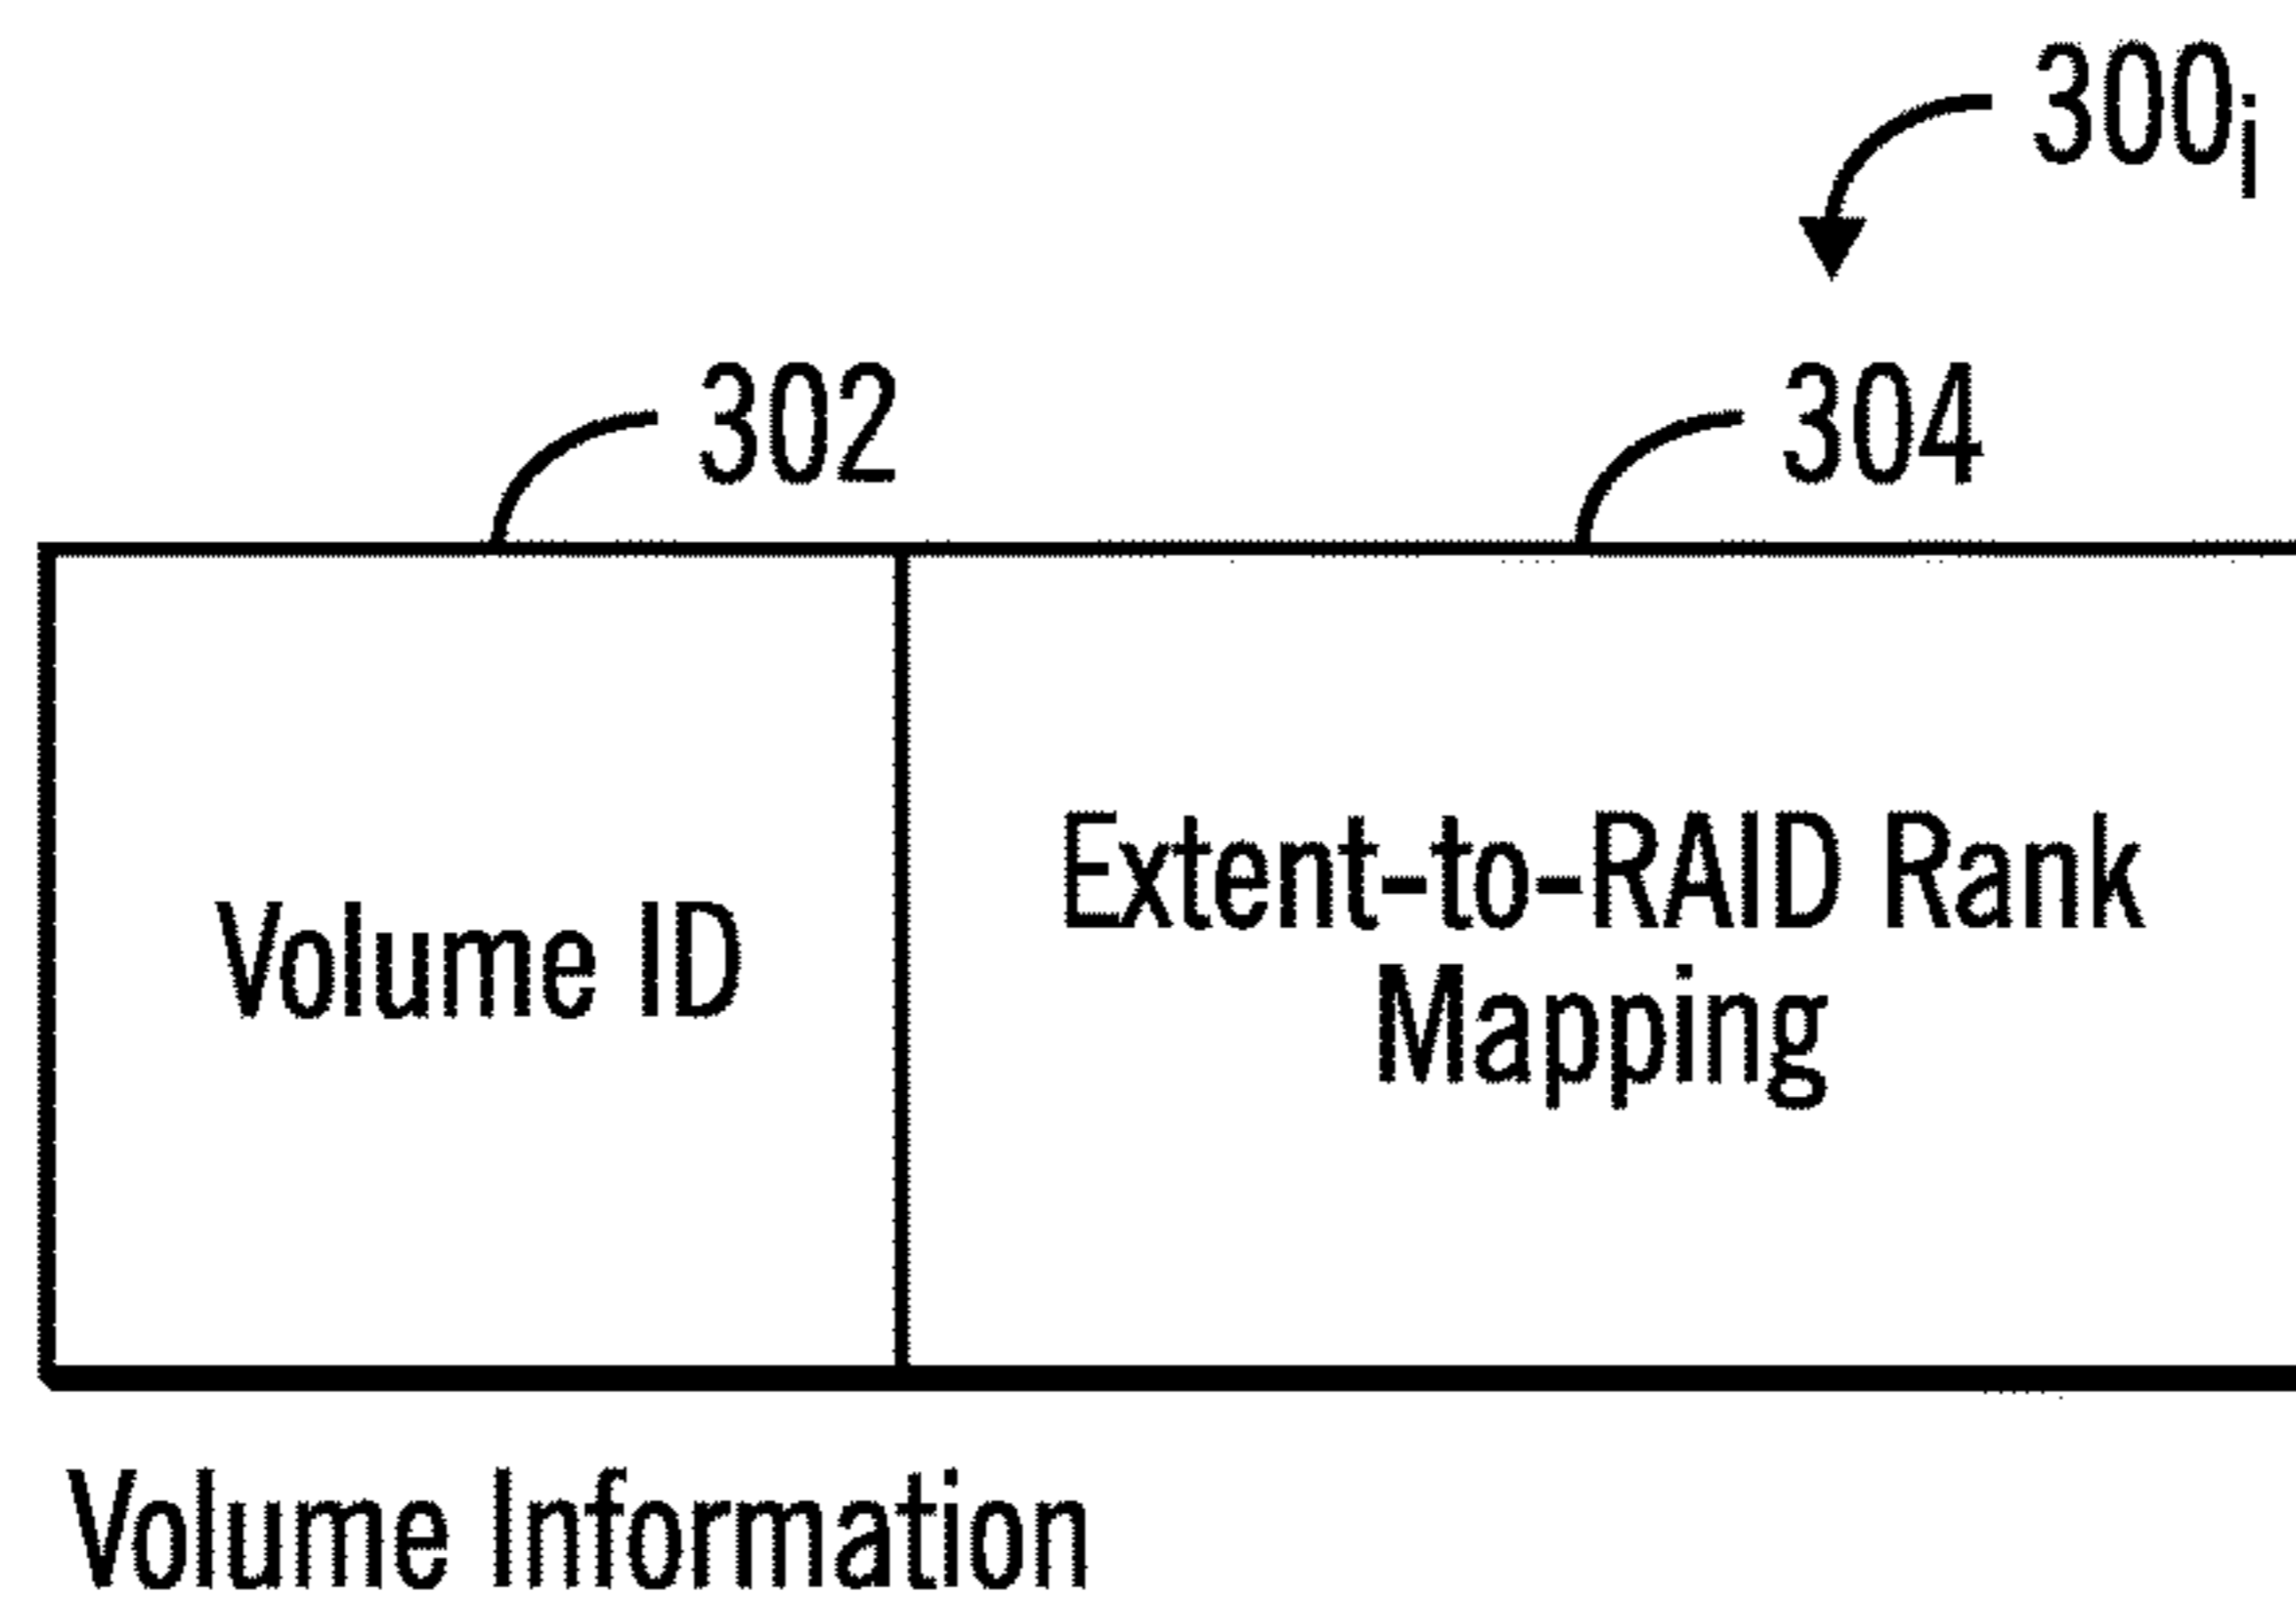 300i
302
304
Volume ID
Extent-to-RAID Rank
Mapping
Volume Information